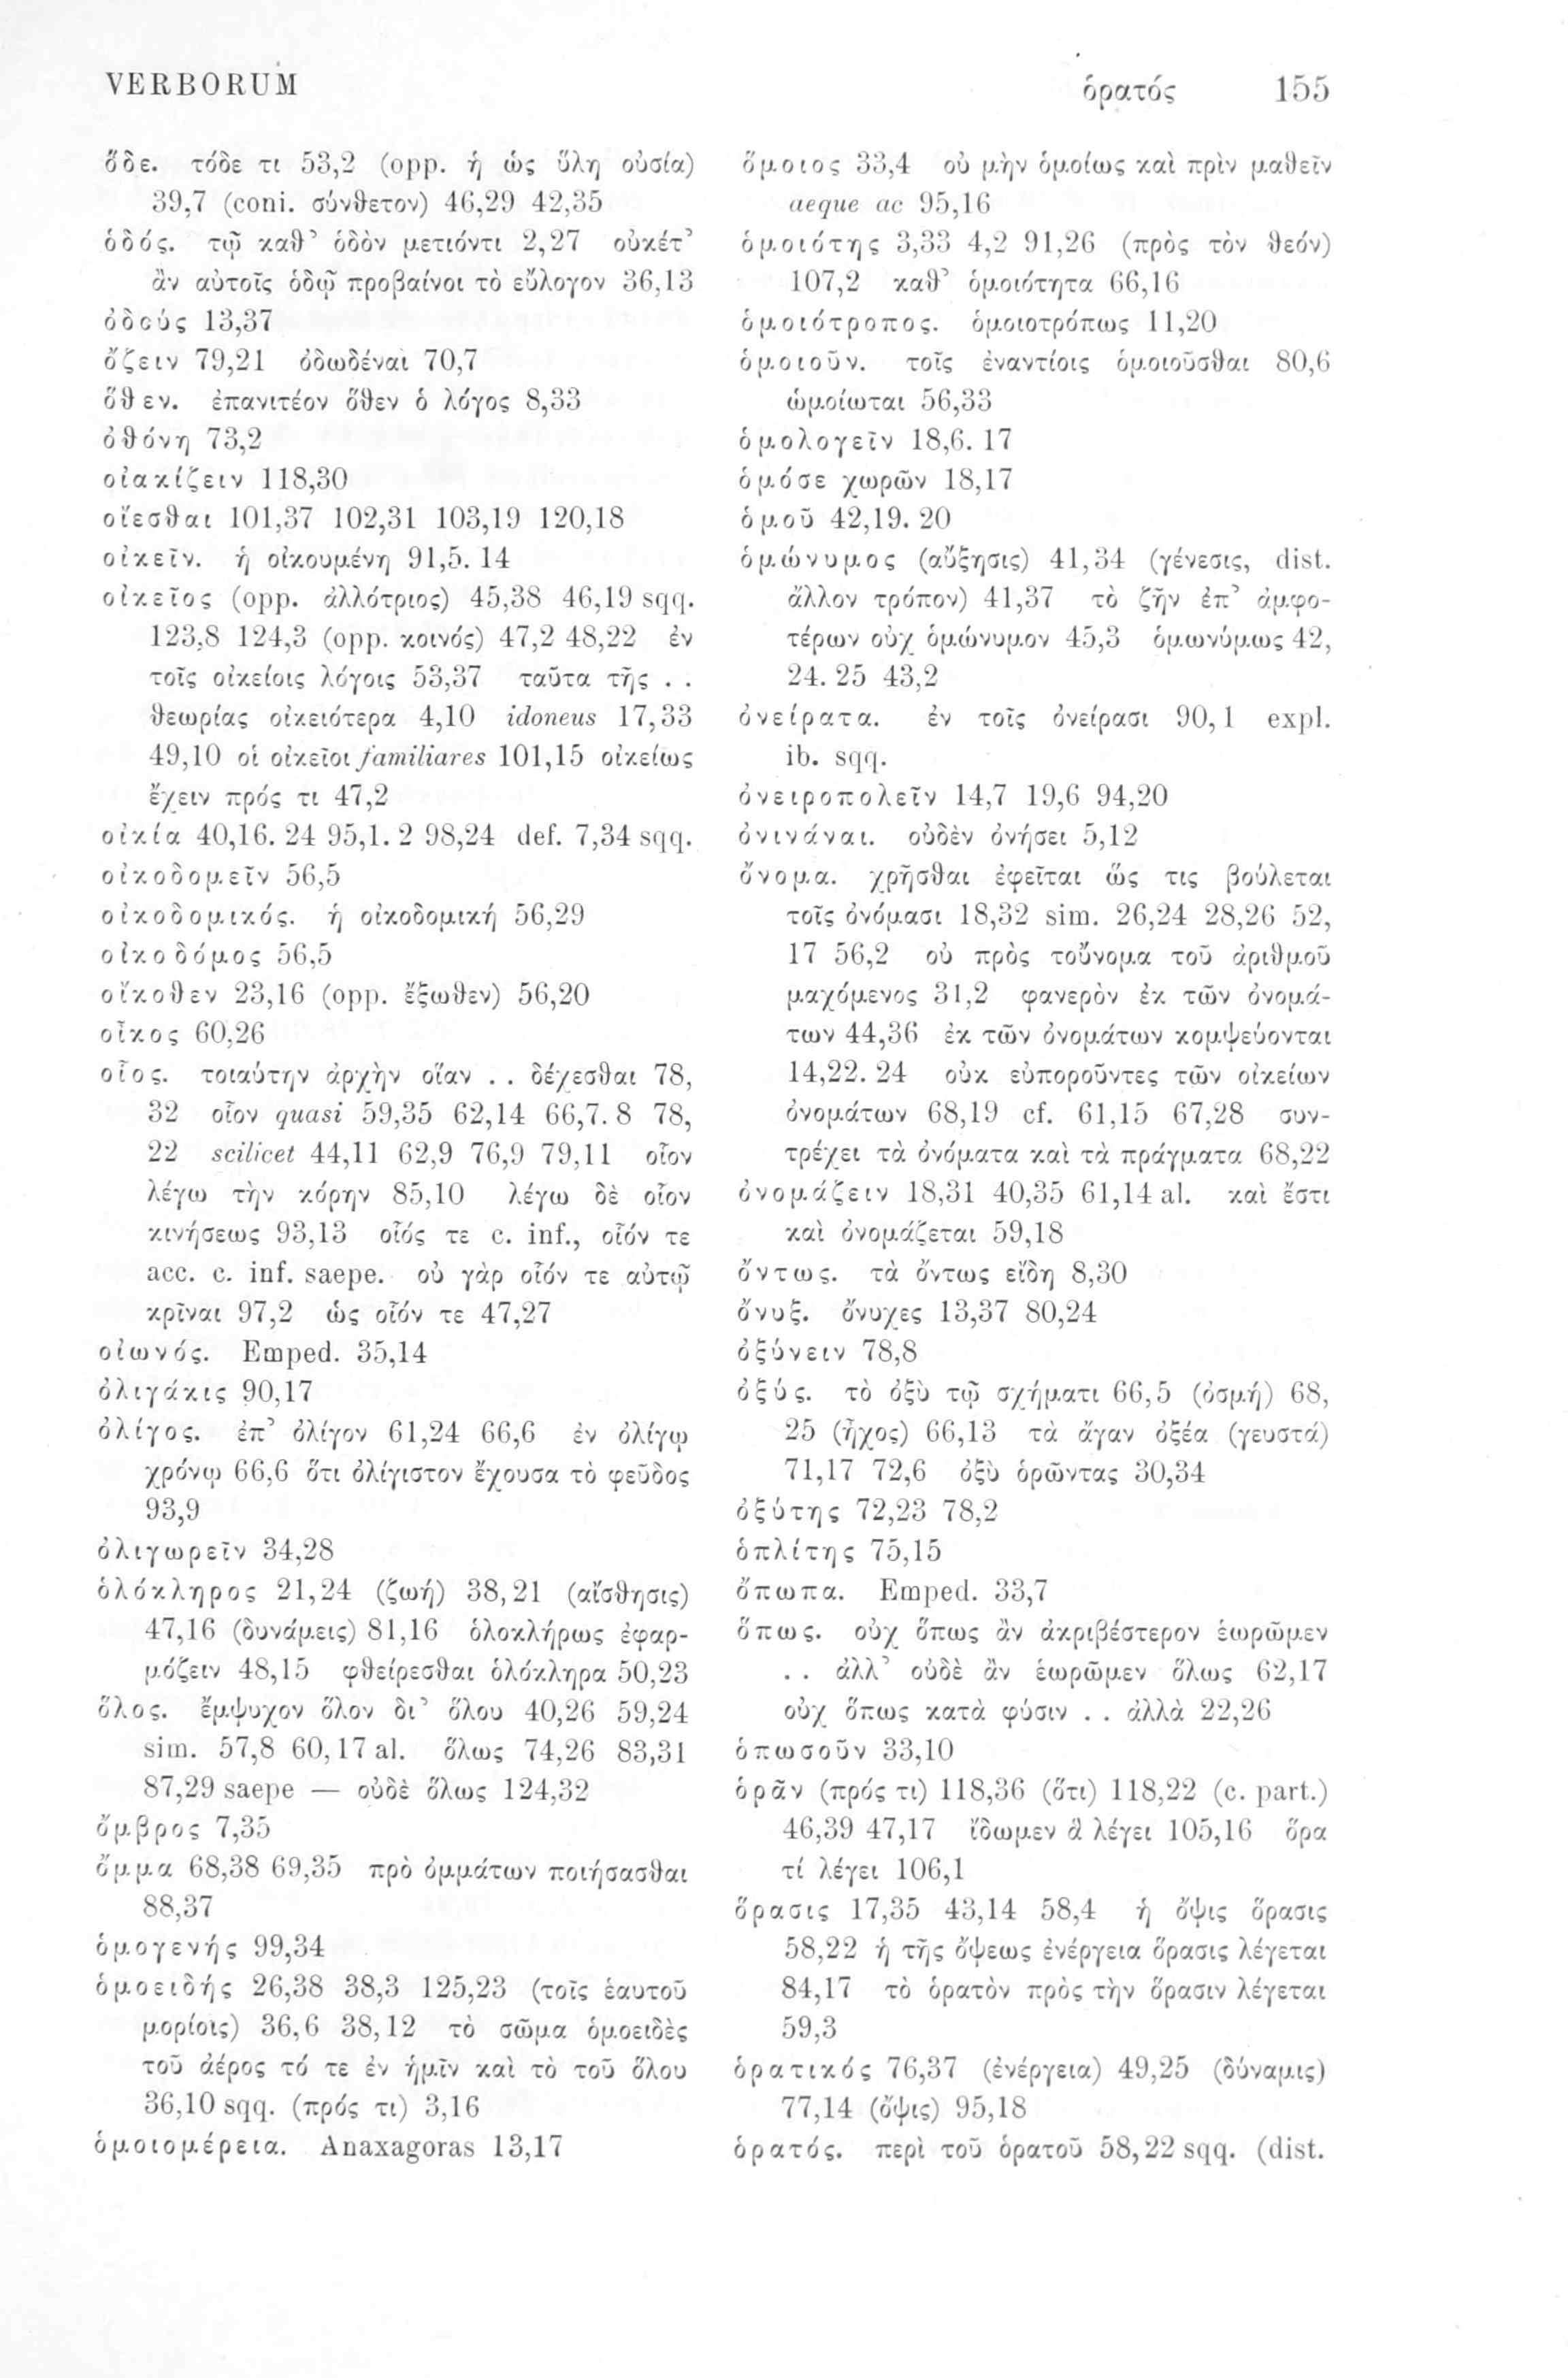 VERBORUM ὁρατός 155
ὅδε. τόδε τι 53,2 (opp. ἡ ὡς ὕλη οὐσία)
39,7 (coni. σύνθετον) 46,29 42,35
ὁδός. τῷ καθ᾽ ὁδὸν μετιόντι 2,27 οὐκέτ᾽
ἂν αὐτοῖς ὁδῷ προβαίνοι τὸ εὔλογον 36,13
ὀδούς 13,37
ὄζειν 79,21 ὀδωδέναι 70,7
ὅθεν. ἐπανιτέον ὅθεν ὁ λόγος 8,33
ὀθόνη 73,2
οἰακίζειν 118,30
οἴεσθαι 101,37 102,31 103,19 120,18
οἰκεῖν. ἡ οἰκουμένη 91,5. 14
οἰκεῖος (opp. ἀλλότριος) 45,38 46,19 sqq.
123,8 124,3 (opp. κοινός) 47,2 48,22 ἐν
τοῖς οἰκείοις λόγοις 53,37 ταῦτα τῆς . .
θεωρίας οἰκειότερα 4,10 idoneus 17,33
49,10 οἱ οἰκεῖοι familiares 101,15 οἰκείως
ἔχειν πρός τι 47,2
οἰκία 40,16. 24 95,1. 2 98,24 def. 7,34 sqq.
οἰκοδομεῖν 56,5
οἰκοδομικός. ἡ οἰκοδομική 56,29
οἰκοδόμος 56,5
οἴκοθεν 23,16 (opp. ἔξωθεν) 56,20
οἶκος 60,26
οἷος. τοιαύτην ἀρχὴν οἵαν . . δέχεσθαι 78,
32 οἷον quasi 59,35 62,14 66,7. 8 78,
22 scilicet 44,11 62,9 76,9 79,11 οἷον
λέγω τὴν κόρην 85,10 λέγω δὲ οἷον
κινήσεως 93,13 οἷός τε c. inf., οἷόν τε
acc. c. inf. saepe. οὐ γὰρ οἷόν τε αὐτῷ
κρῖναι 97,2 ὡς οἷόν τε 47,27
οἰωνός. Emped. 35,14
ὀλιγάκις 90,17
ὀλίγος. ἐπ᾽ ὀλίγον 61,24 66,6 ἐν ὀλίγῳ
χρόνῳ 66,6 ὅτι ὀλίγιστον ἔχουσα τὸ ψεῦδος
93,9
ὀλιγωρεῖν 34,28
ὁλόκληρος 21,24 (ζωή) 38,21 (αἴσθησις)
47,16 (δυνάμεις) 81,16 ὁλοκλήρως ἐφαρ-
μόζειν 48,15 φθείρεσθαι ὁλόκληρα 50,23
ὅλος. ἔμψυχον ὅλον δι᾽ ὅλου 40,26 59,24
sim. 57,8 60,17 al. ὅλως 74,26 83,31
87,29 saepe — οὐδὲ ὅλως 124,32
ὄμβρος 7,35
ὄμμα 68,38 69,35 πρὸ ὀμμάτων ποιήσασθαι
88,37
ὁμογενής 99,34
ὁμοειδής 26,38 38,3 125,23 (τοῖς ἑαυτοῦ
μορίοις) 36,6 38,12 τὸ σῶμα ὁμοειδὲς
τοῦ ἀέρος τό τε ἐν ἡμῖν καὶ τὸ τοῦ ὅλου
36,10 sqq. (πρός τι) 3,16
ὁμοιομέρεια. Anaxagoras 13,17
ὅμοιος 33,4 οὐ μὴν ὁμοίως καὶ πρὶν μαθεῖν
aeque ac 95,16
ὁμοιότης 3,33 4,2 91,26 (πρὸς τὸν θεόν)
107,2 καθ᾽ ὁμοιότητα 66,16
ὁμοιότροπος. ὁμοιοτρόπως 11,20
ὁμοιοῦν. τοῖς ἐναντίοις ὁμοιοῦσθαι 80,6
ὡμοίωται 56,33
ὁμολογεῖν 18,6. 17
ὁμόσε χωρῶν 18,17
ὁμοῦ 42,19. 20
ὁμώνυμος (αὔξησις) 41,34 (γένεσις, dist.
ἄλλον τρόπον) 41,37 τὸ ζῆν ἐπ᾽ ἀμφο-
τέρων οὐχ ὁμώνυμον 45,3 ὁμωνύμως 42,
24. 25 43,2
ὀνείρατα. ἐν τοῖς ὀνείρασι 90,1 expl.
ib. sqq.
ὀνειροπολεῖν 14,7 19,6 94,20
ὀνινάναι. οὐδὲν ὀνήσει 5,12
ὄνομα. χρῆσθαι ἐφεῖται ὥς τις βούλεται
τοῖς ὀνόμασι 18,32 sim. 26,24 28,26 52,
17 56,2 οὐ πρὸς τοὔνομα τοῦ ἀριθμοῦ
μαχόμενος 31,2 φανερὸν ἐκ τῶν ὀνομά-
των 44,36 ἐκ τῶν ὀνομάτων κομψεύονται
14,22. 24 οὐκ εὐποροῦντες τῶν οἰκείων
ὀνομάτων 68,19 cf. 61,15 67,28 συν-
τρέχει τὰ ὀνόματα καὶ τὰ πράγματα 68,22
ὀνομάζειν 18,31 40,35 61,14 al. καὶ ἔστι
καὶ ὀνομάζεται 59,18
ὄντως. τὰ ὄντως εἴδη 8,30
ὄνυξ. ὄνυχες 13,37 80,24
ὀξύνειν 78,8
ὀξύς. τὸ ὀξὺ τῷ σχήματι 66,5 (ὀσμή) 68,
25 (ἦχος) 66,13 τὰ ἄγαν ὀξέα (γευστά)
71,17 72,6 ὀξὺ ὁρῶντας 30,34
ὀξύτης 72,23 78,2
ὁπλίτης 75,15
ὄπωπα. Emped. 33,7
ὅπως. οὐχ ὅπως ἂν ἀκριβέστερον ἑωρῶμεν
. . ἀλλ᾽ οὐδὲ ἂν ἑωρῶμεν ὅλως 62,17
οὐχ ὅπως κατὰ φύσιν . . ἀλλὰ 22,26
ὁπωσοῦν 33,10
ὁρᾶν (πρός τι) 118,36 (ὅτι) 118,22 (c. part.)
46,39 47,17 ἴδωμεν ἃ λέγει 105,16 ὅρα
τί λέγει 106,1
ὅρασις 17,35 43,14 58,4 ἡ ὄψις ὅρασις
58,22 ἡ τῆς ὄψεως ἐνέργεια ὅρασις λέγεται
84,17 τὸ ὁρατὸν πρὸς τὴν ὅρασιν λέγεται
59,3
ὁρατικός 76,37 (ἐνέργεια) 49,25 (δύναμις)
77,14 (ὄψις) 95,18
ὁρατός. περὶ τοῦ ὁρατοῦ 58,22 sqq. (dist.